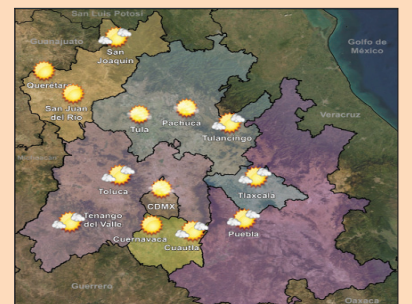 San Luis Potosí
Guanajuato
San
Joaquín
Golfo de
México
Querétaro
San Juan
del Río
Veracruz
Tula
Pachuca
Tulancingo
Toluca
CDMX
Tlaxcala
Tenango
del Valle
Cuernavaca
Cuautla
Puebla
Guerrero
Oaxaca